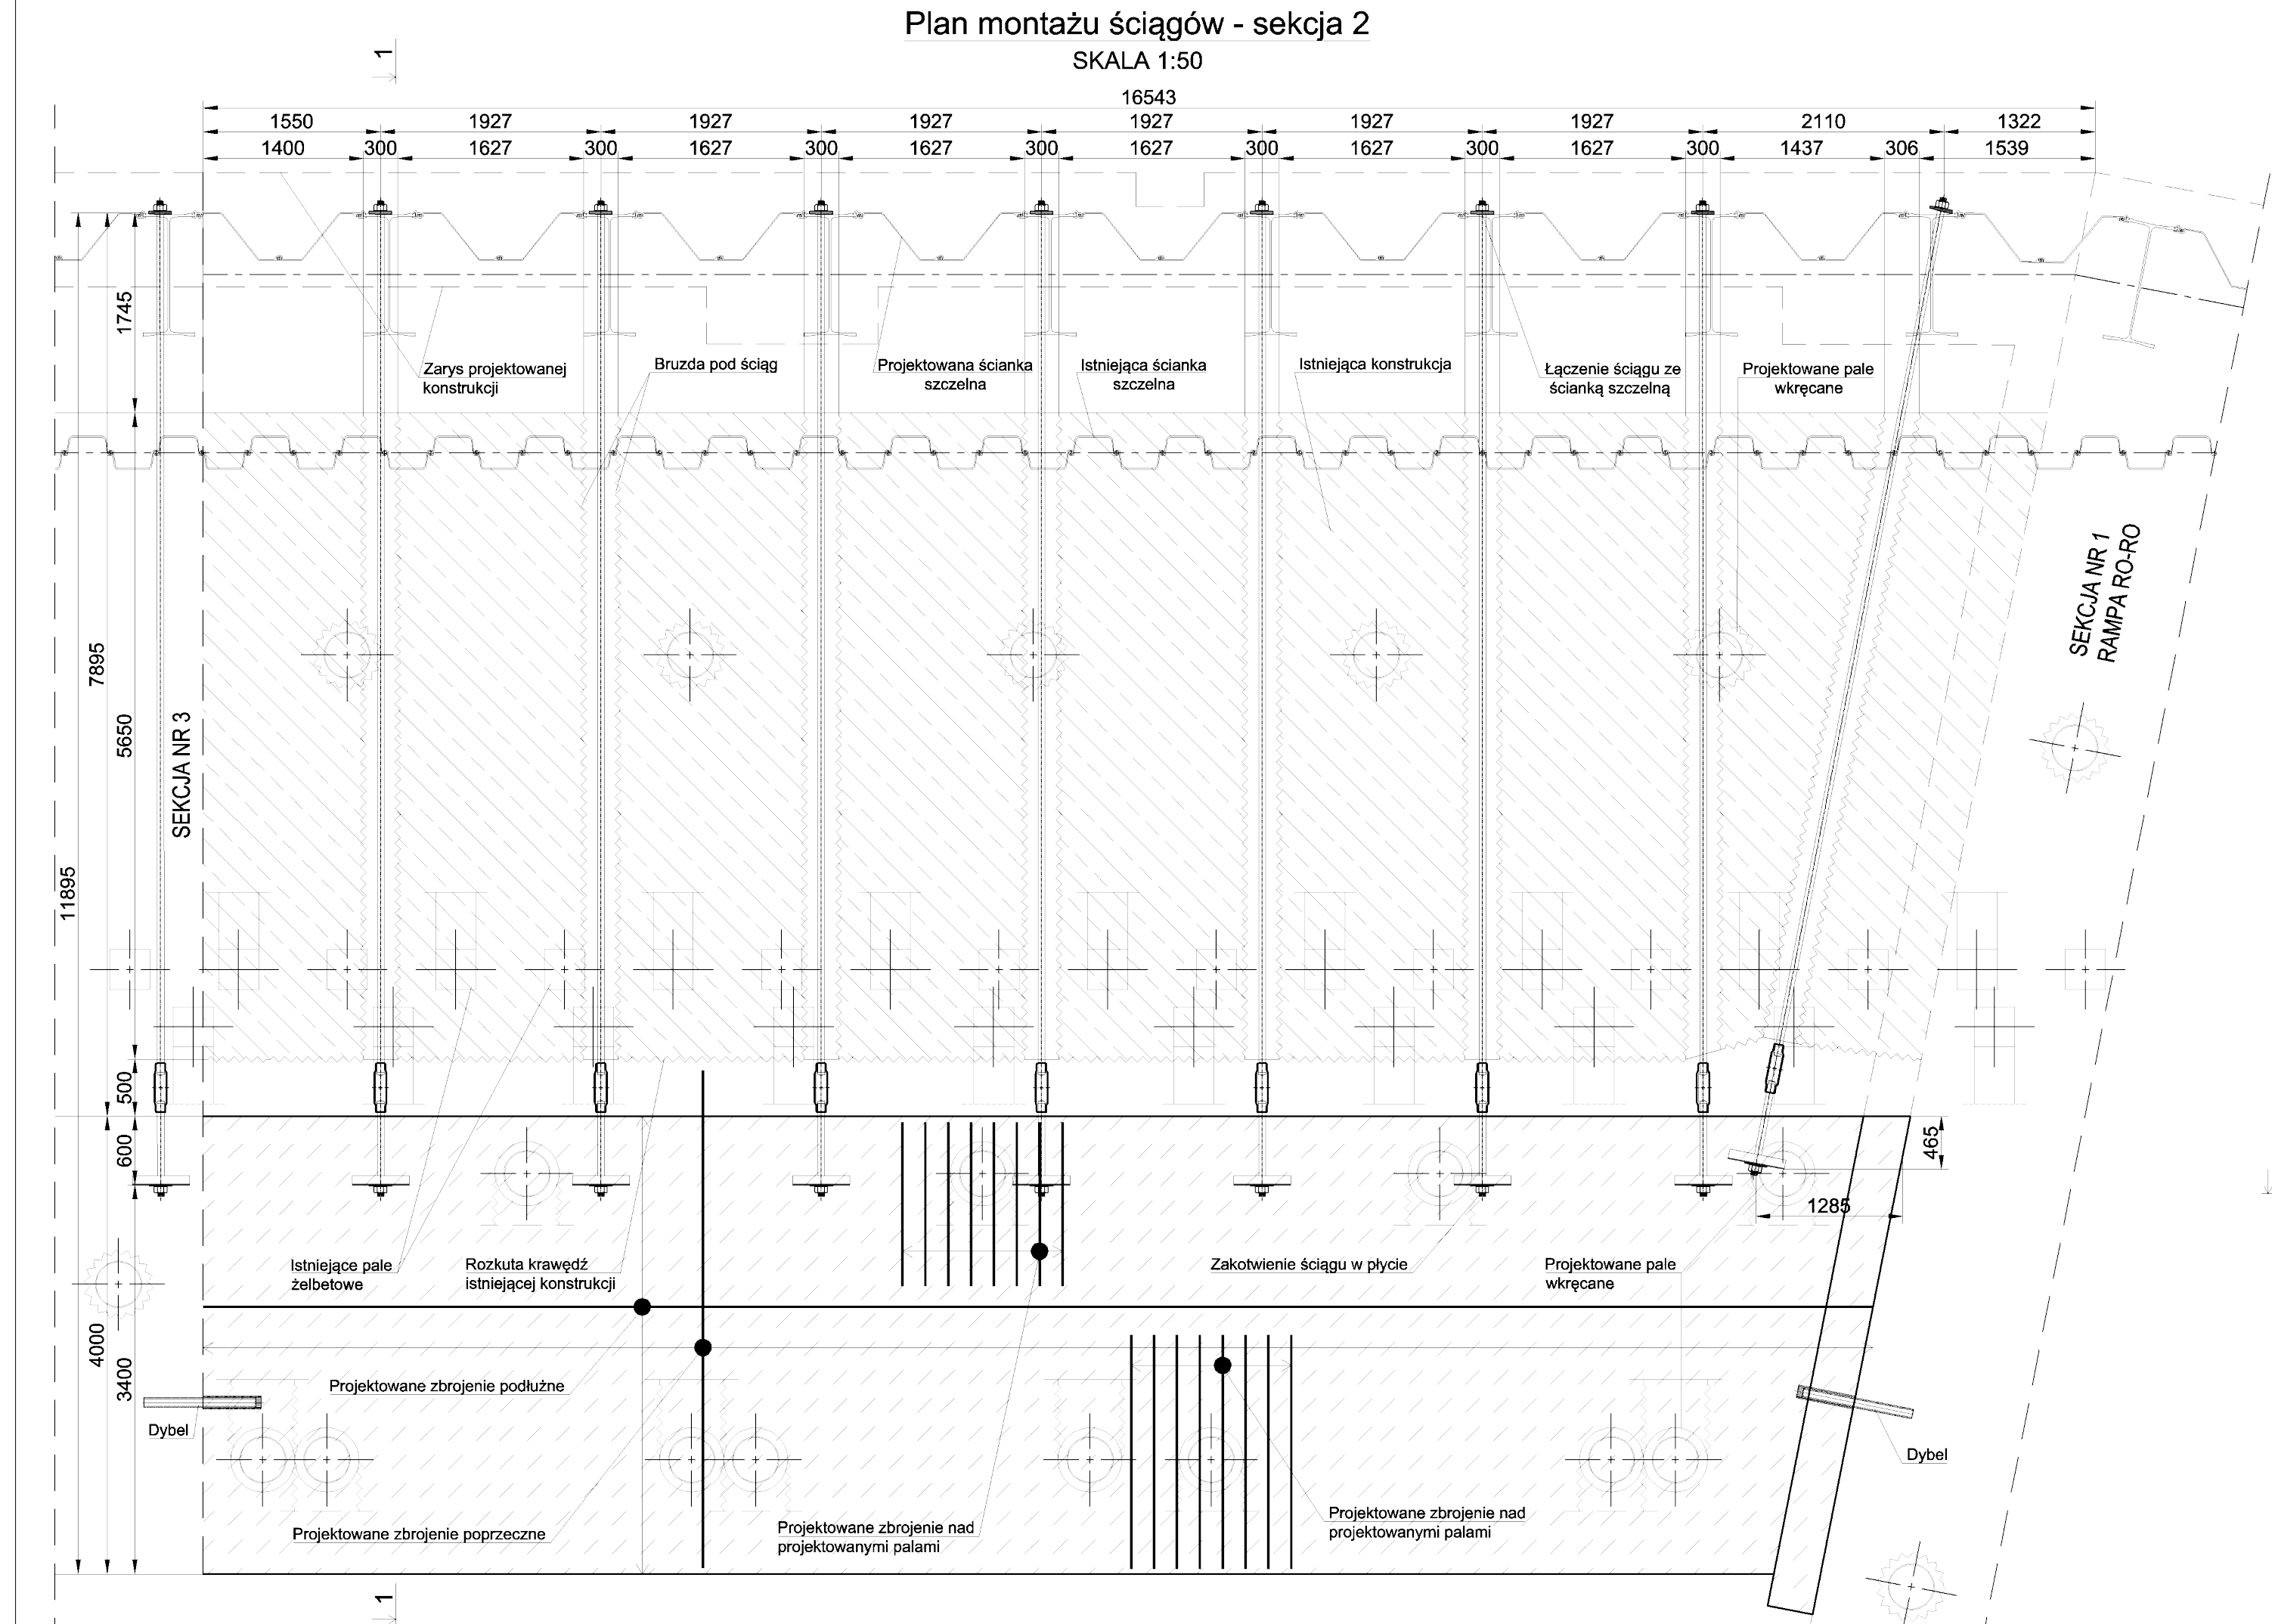 Plan montażu ściągów - sekcja 2
SKALA 1:50
1
16543
1550 1927 1927 1927 1927 1927 1927 2110 1322
1400 300 1627 300 1627 300 1627 300 1627 300 1627 300 1627 300 1437 306 1539
1745
Zarys projektowanej
konstrukcji
Bruzda pod ściąg
Projektowana ścianka
szczelna
Istniejąca ścianka
szczelna
Istniejąca konstrukcja
Łączenie ściągu ze
ścianką szczelną
Projektowane pale
wkręcane
SEKCJA NR 1
RAMPA RO-RO
7895
5650
SEKCJA NR 3
11895
500
600
465
1285
Istniejące pale
żelbetowe
Rozkuta krawędź
istniejącej konstrukcji
Zakotwienie ściągu w płycie
Projektowane pale
wkręcane
4000
3400
Projektowane zbrojenie podłużne
Dybel
Dybel
Projektowane zbrojenie poprzeczne
Projektowane zbrojenie nad
projektowanymi palami
Projektowane zbrojenie nad
projektowanymi palami
1